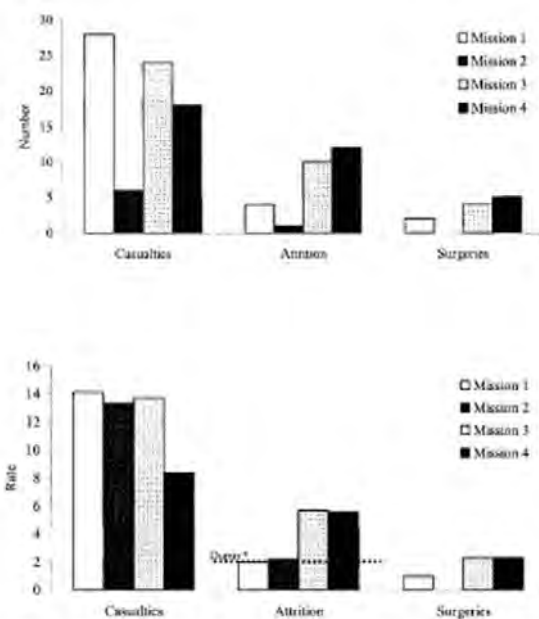 30
25
20
15
10
5
0
Number
Mission 1
Mission 2
Mission 3
Mission 4
Casualties
Attrition
Surgeries
16
14
12
10
8
6
4
2
0
Rate
Mission 1
Mission 2
Mission 3
Mission 4
Casualties
Attrition
Surgeries